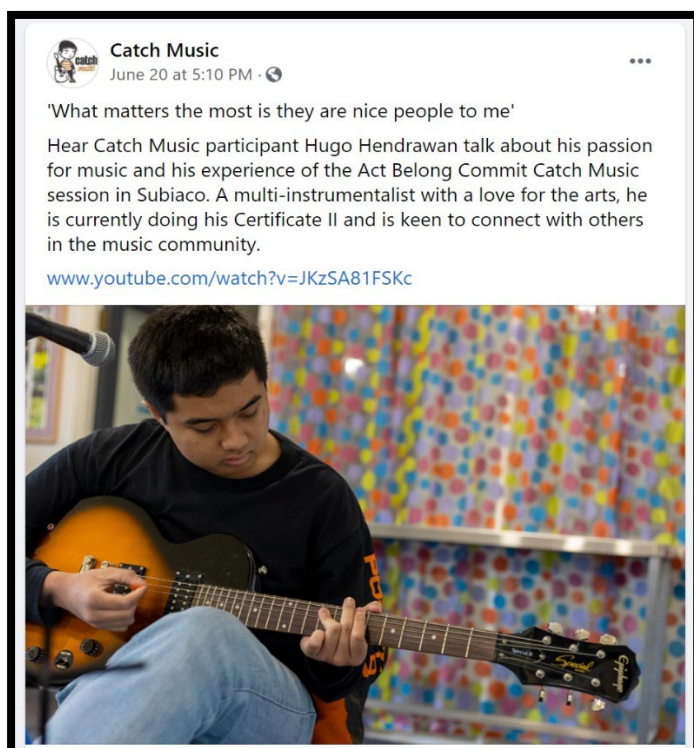 catch
music!
Catch Music
June 20 at 5:10 PM ·
'What matters the most is they are nice people to me'
Hear Catch Music participant Hugo Hendrawan talk about his passion
for music and his experience of the Act Belong Commit Catch Music
session in Subiaco. A multi-instrumentalist with a love for the arts, he
is currently doing his Certificate II and is keen to connect with others
in the music community.
www.youtube.com/watch?v=JKzSA81FSKc
Special
Epiphone